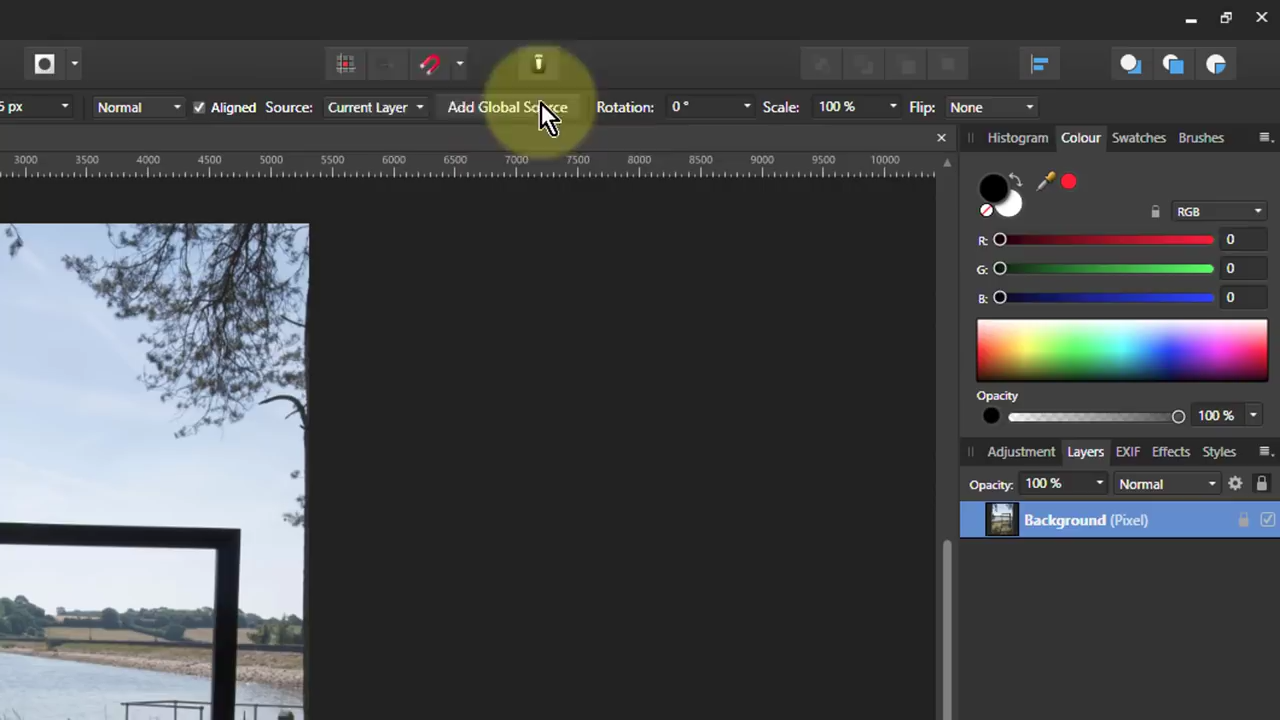 5 px Normal Aligned Source: Current Layer Add Global Source Rotation: 0 ° Scale: 100 % Flip: None
Histogram Colour Swatches Brushes
3000 3500 4000 4500 5000 5500 6000 6500 7000 7500 8000 8500 9000 9500 10000
RGB
R: 0
G: 0
B: 0
Opacity
100 %
Adjustment Layers EXIF Effects Styles
Opacity: 100 % Normal
Background (Pixel)